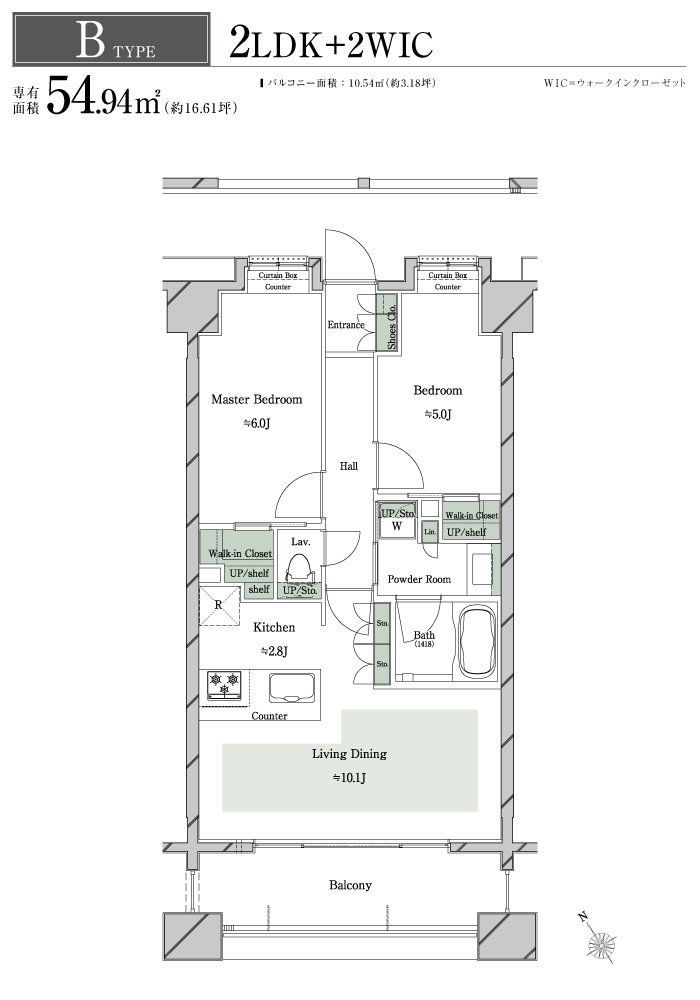 B TYPE
2LDK+2WIC
専有面積 54.94㎡(約16.61坪)
バルコニー面積:10.54㎡(約3.18坪)
WIC=ウォークインクローゼット
Curtain Box
Counter
Curtain Box
Counter
Entrance
Shoes Clo.
Master Bedroom
≒6.0J
Bedroom
≒5.0J
Hall
UP/Sto.
W
Lin.
Walk-in Closet
UP/shelf
Lav.
Walk-in Closet
UP/shelf
shelf
UP/Sto.
Powder Room
R
Kitchen
≒2.8J
Sto.
Sto.
Bath
(1418)
Counter
Living Dining
≒10.1J
Balcony
N